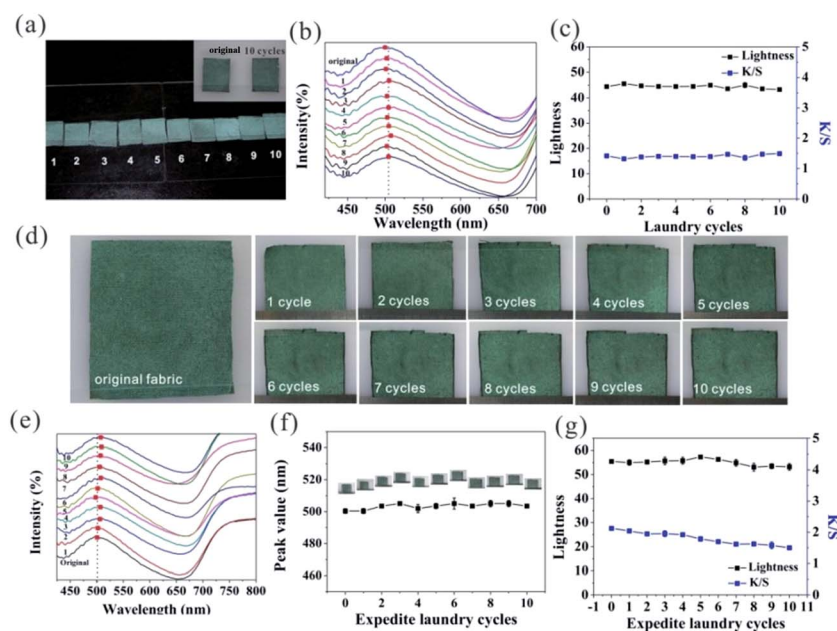 (a)
original 10 cycles
1 2 3 4 5 6 7 8 9 10
(b)
Intensity(%)
original
1
2
3
4
5
6
7
8
9
10
450 500 550 600 650 700
Wavelength (nm)
(c)
Lightness
60
50
40
30
20
10
0
Lightness
K/S
5
4
3
2
1
0
K/S
0 2 4 6 8 10
Laundry cycles
(d)
original fabric
1 cycle
2 cycles
3 cycles
4 cycles
5 cycles
6 cycles
7 cycles
8 cycles
9 cycles
10 cycles
(e)
Intensity (%)
10
9
8
7
6
5
4
3
2
1
Original
450 500 550 600 650 700 750 800
Wavelength (nm)
(f)
Peak value (nm)
540
520
500
480
460
0 2 4 6 8 10
Expedite laundry cycles
(g)
Lightness
60
50
40
30
20
10
0
Lightness
K/S
5
4
3
2
1
0
K/S
-1 0 1 2 3 4 5 6 7 8 9 10 11
Expedite laundry cycles